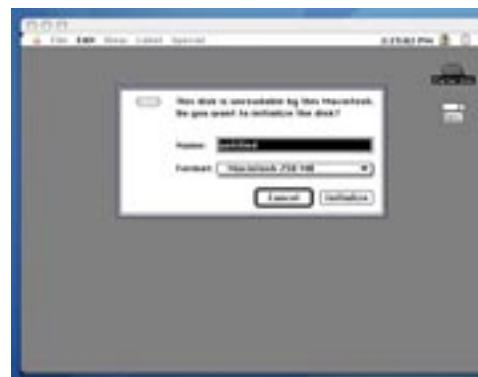 File Edit View Label Special
This disk is unreadable by this Macintosh.
Do you want to initialize the disk?
Name: untitled
Format: Macintosh
Cancel Initialize